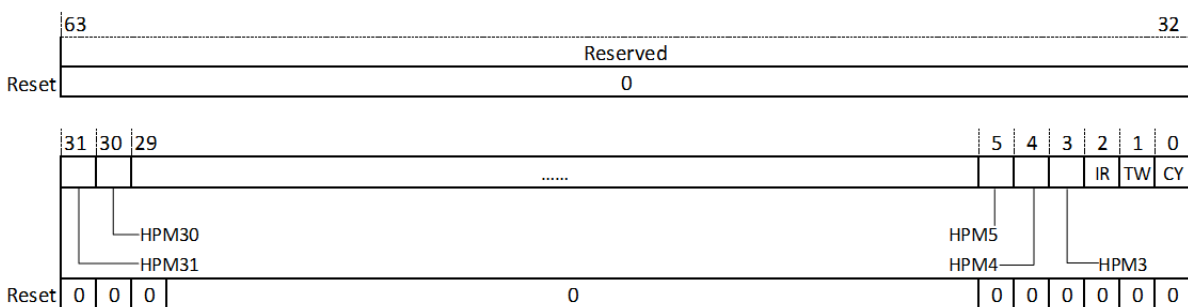 63 32
Reserved
Reset 0
31 30 29 5 4 3 2 1 0
...... IR TW CY
HPM30 HPM5
HPM31 HPM4 HPM3
Reset 0 0 0 0 0 0 0 0 0 0